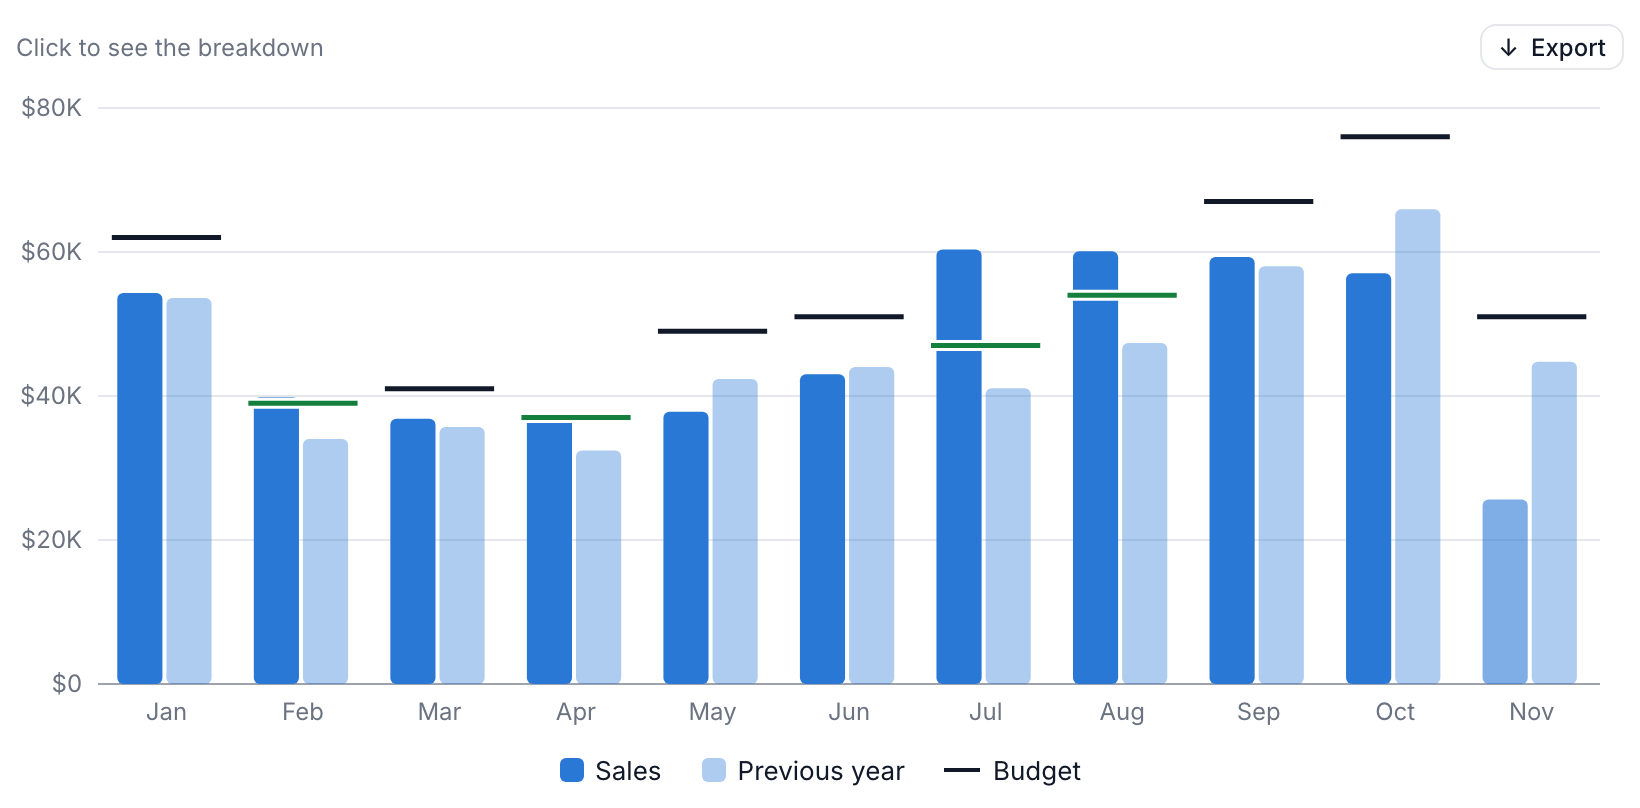 Click to see the breakdown
Export
$80K
$60K
$40K
$20K
$0
Jan Feb Mar Apr May Jun Jul Aug Sep Oct Nov
Sales Previous year Budget